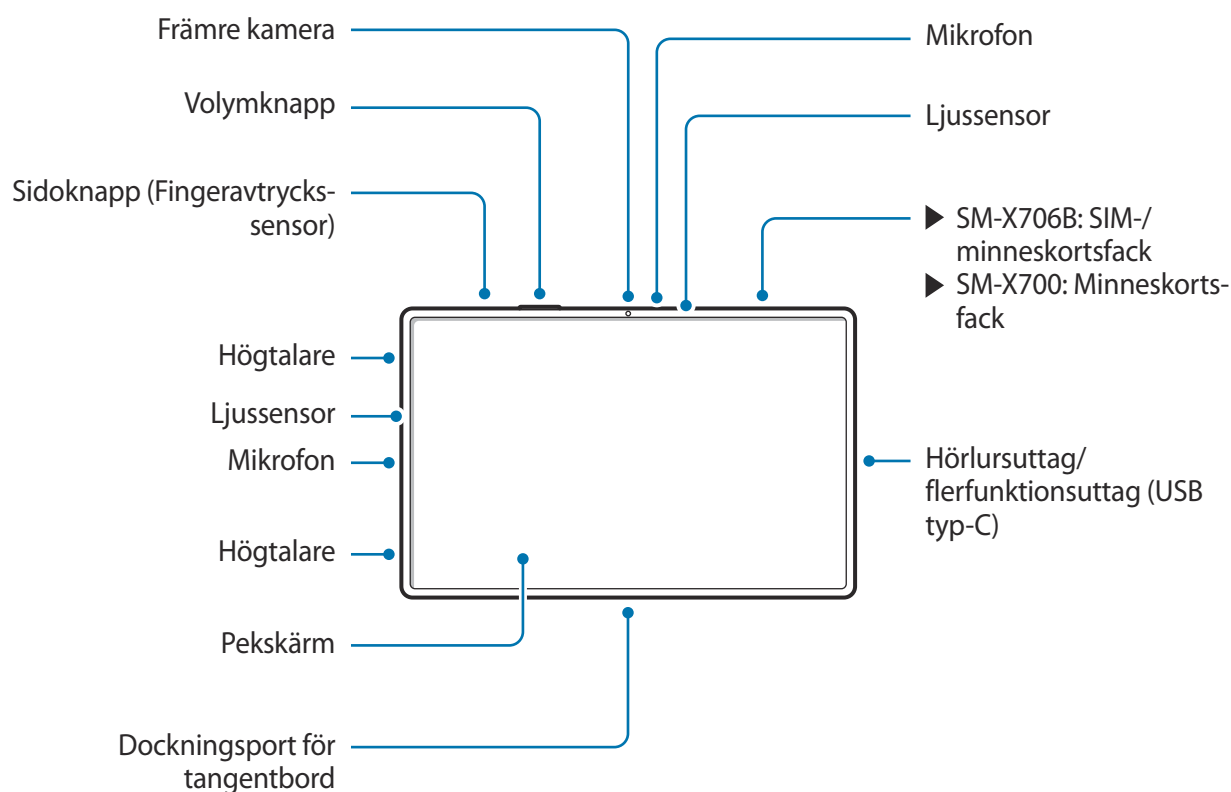 Främre kamera
Volymknapp
Sidoknapp (Fingeravtrycks-
sensor)
Högtalare
Ljussensor
Mikrofon
Högtalare
Pekskärm
Dockningsport för
tangentbord
Mikrofon
Ljussensor
▶ SM-X706B: SIM-/
minneskortsfack
▶ SM-X700: Minneskorts-
fack
Hörlursuttag/
flerfunktionsuttag (USB
typ-C)